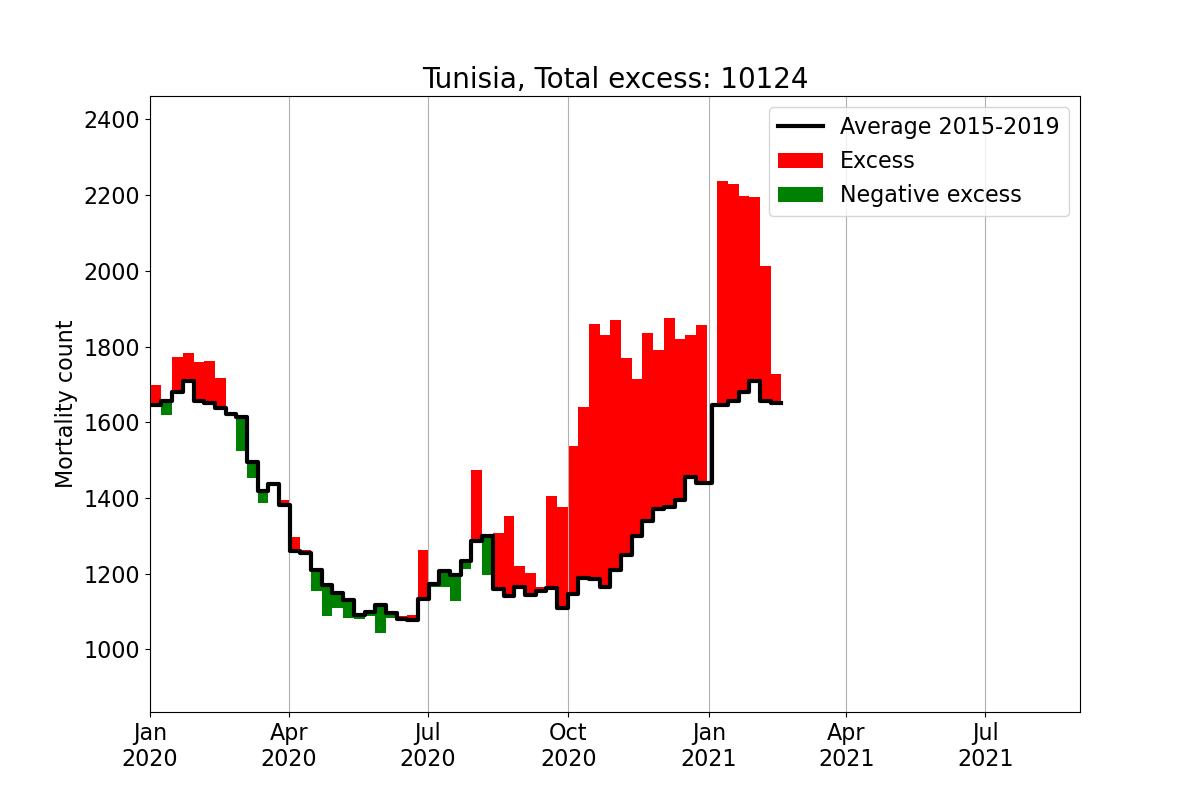 Tunisia, Total excess: 10124
Mortality count
2400
2200
2000
1800
1600
1400
1200
1000
Average 2015-2019
Excess
Negative excess
Jan
2020
Apr
2020
Jul
2020
Oct
2020
Jan
2021
Apr
2021
Jul
2021